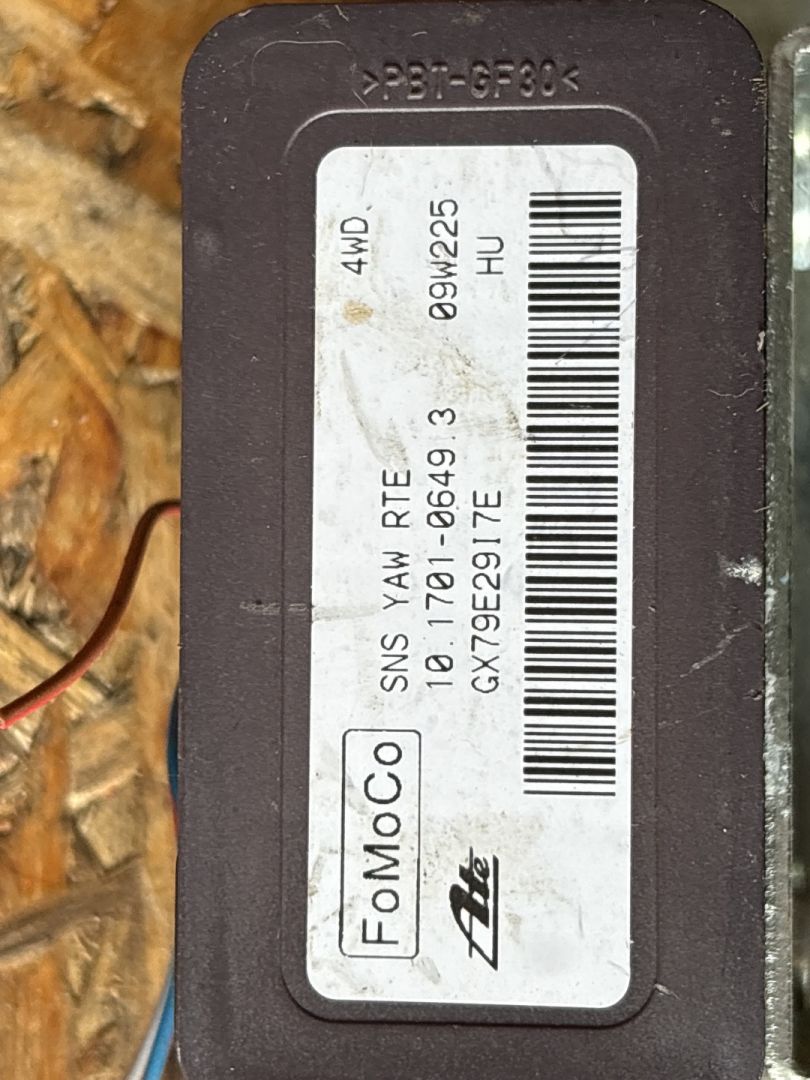 >PBT-GF30<
4WD
FoMoCo
SNS YAW RTE
10.1701-0649.3
09W225
Ate
GX79E29I7E
HU